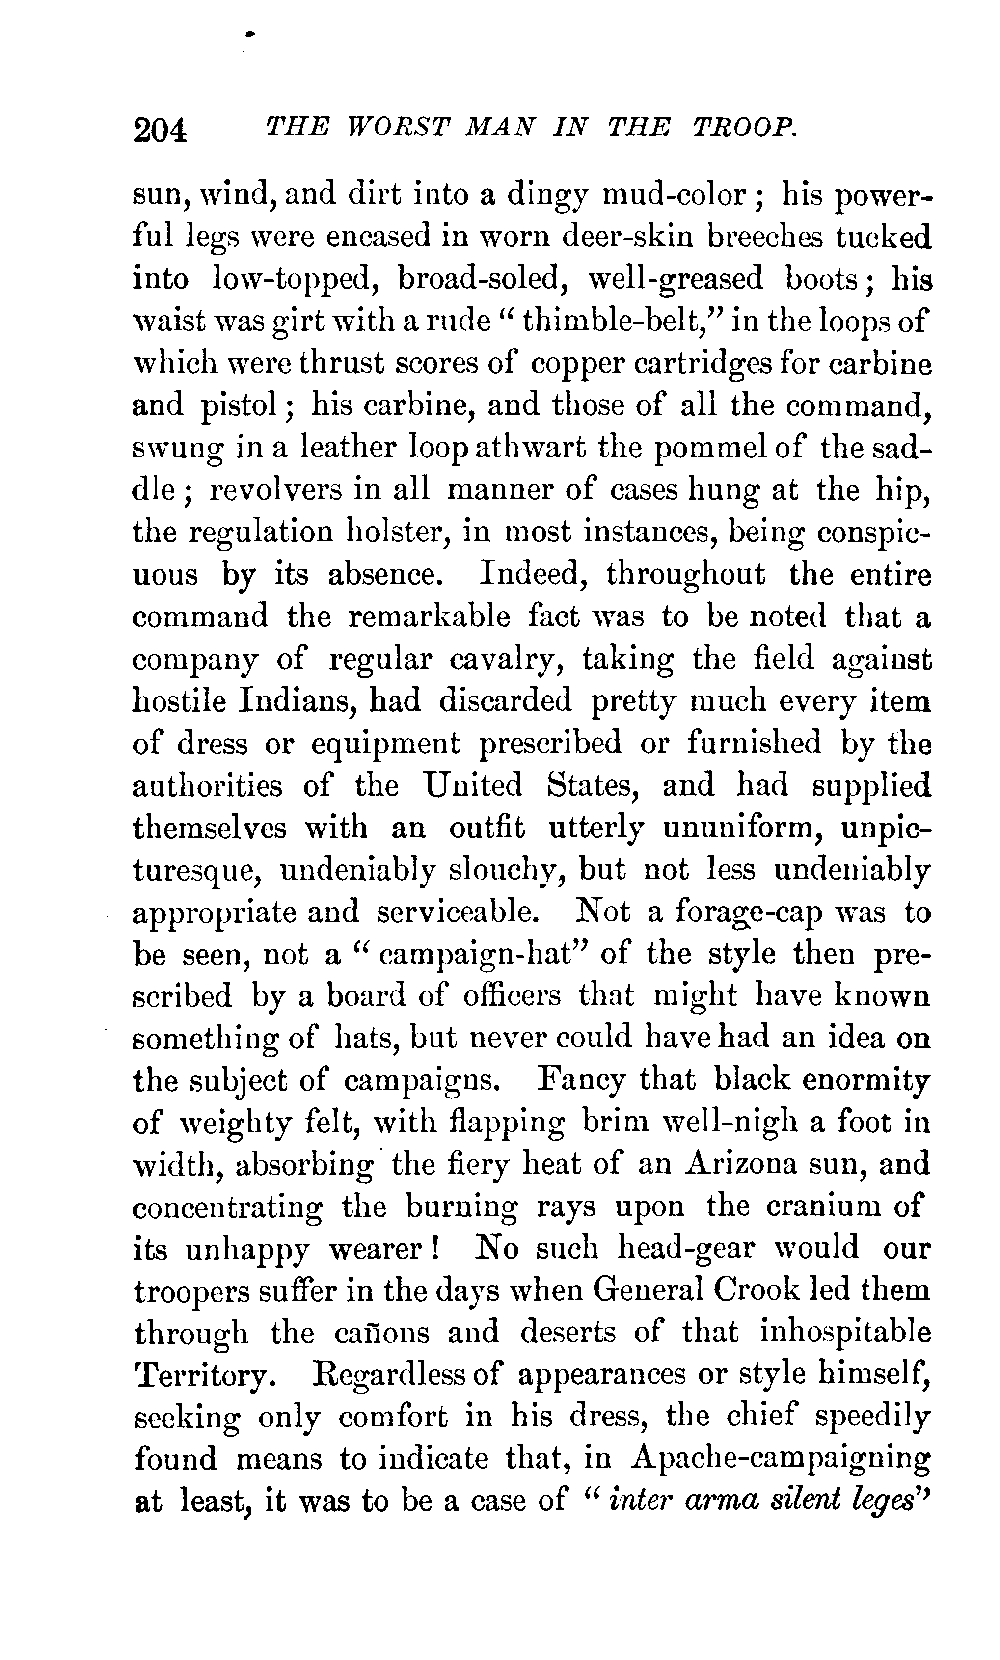 204 THE WORST MAN IN THE TROOP.
sun, wind, and dirt into a dingy mud-color; his power-
ful legs were encased in worn deer-skin breeches tucked
into low-topped, broad-soled, well-greased boots; his
waist was girt with a rude "thimble-belt," in the loops of
which were thrust scores of copper cartridges for carbine
and pistol; his carbine, and those of all the command,
swung in a leather loop athwart the pommel of the sad-
dle; revolvers in all manner of cases hung at the hip,
the regulation holster, in most instances, being conspic-
uous by its absence. Indeed, throughout the entire
command the remarkable fact was to be noted that a
company of regular cavalry, taking the field against
hostile Indians, had discarded pretty much every item
of dress or equipment prescribed or furnished by the
authorities of the United States, and had supplied
themselves with an outfit utterly ununiform, unpic-
turesque, undeniably slouchy, but not less undeniably
appropriate and serviceable. Not a forage-cap was to
be seen, not a "campaign-hat" of the style then pre-
scribed by a board of officers that might have known
something of hats, but never could have had an idea on
the subject of campaigns. Fancy that black enormity
of weighty felt, with flapping brim well-nigh a foot in
width, absorbing the fiery heat of an Arizona sun, and
concentrating the burning rays upon the cranium of
its unhappy wearer! No such head-gear would our
troopers suffer in the days when General Crook led them
through the cañons and deserts of that inhospitable
Territory. Regardless of appearances or style himself,
seeking only comfort in his dress, the chief speedily
found means to indicate that, in Apache-campaigning
at least, it was to be a case of "inter arma silent leges"